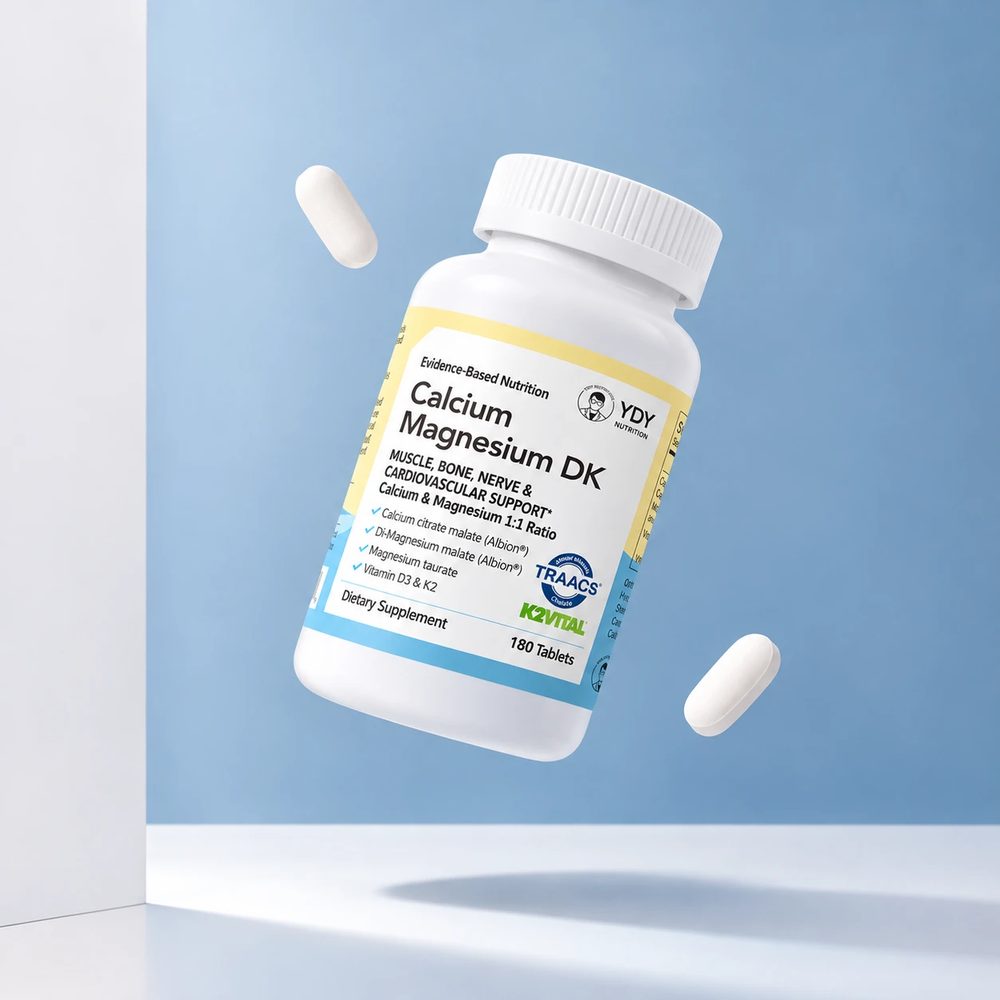 Evidence-Based Nutrition
YDY
NUTRITION
Calcium
Magnesium DK
MUSCLE, BONE, NERVE &
CARDIOVASCULAR SUPPORT*
Calcium & Magnesium 1:1 Ratio
✓ Calcium citrate malate (Albion®)
✓ Di-Magnesium malate (Albion®)
✓ Magnesium taurate
✓ Vitamin D3 & K2
TRAACS®
Chelate
K2VITAL
Dietary Supplement
180 Tablets